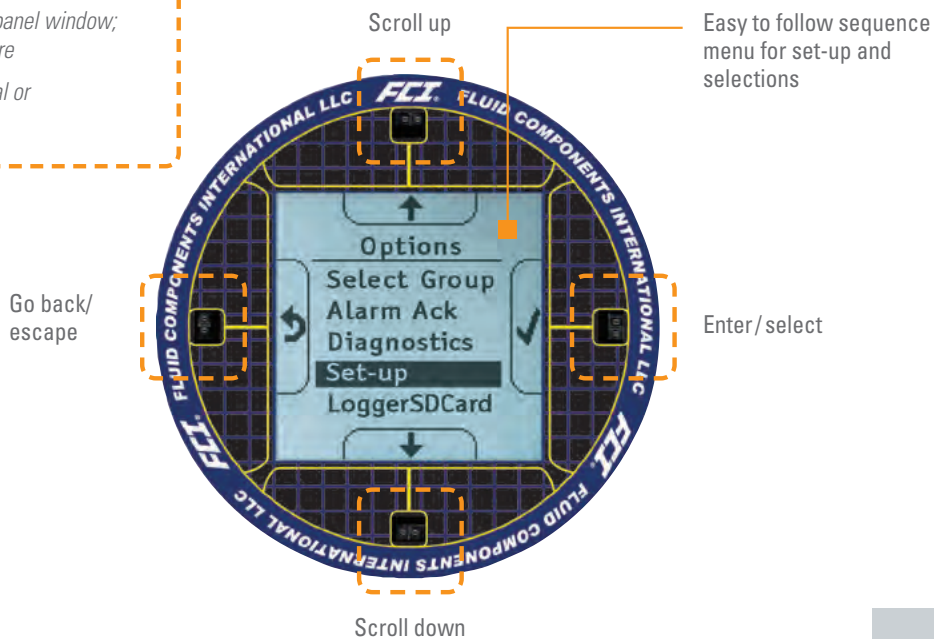 panel window;
re
al or
Scroll up
Easy to follow sequence
menu for set-up and
selections
FCI. FLUID COMPONENTS INTERNATIONAL LLC
FCI. FLUID COMPONENTS INTERNATIONAL LLC
FCI. FLUID COMPONENTS INTERNATIONAL LLC
Options
Select Group
Alarm Ack
Diagnostics
Set-up
LoggerSDCard
Go back/
escape
Enter/select
Scroll down